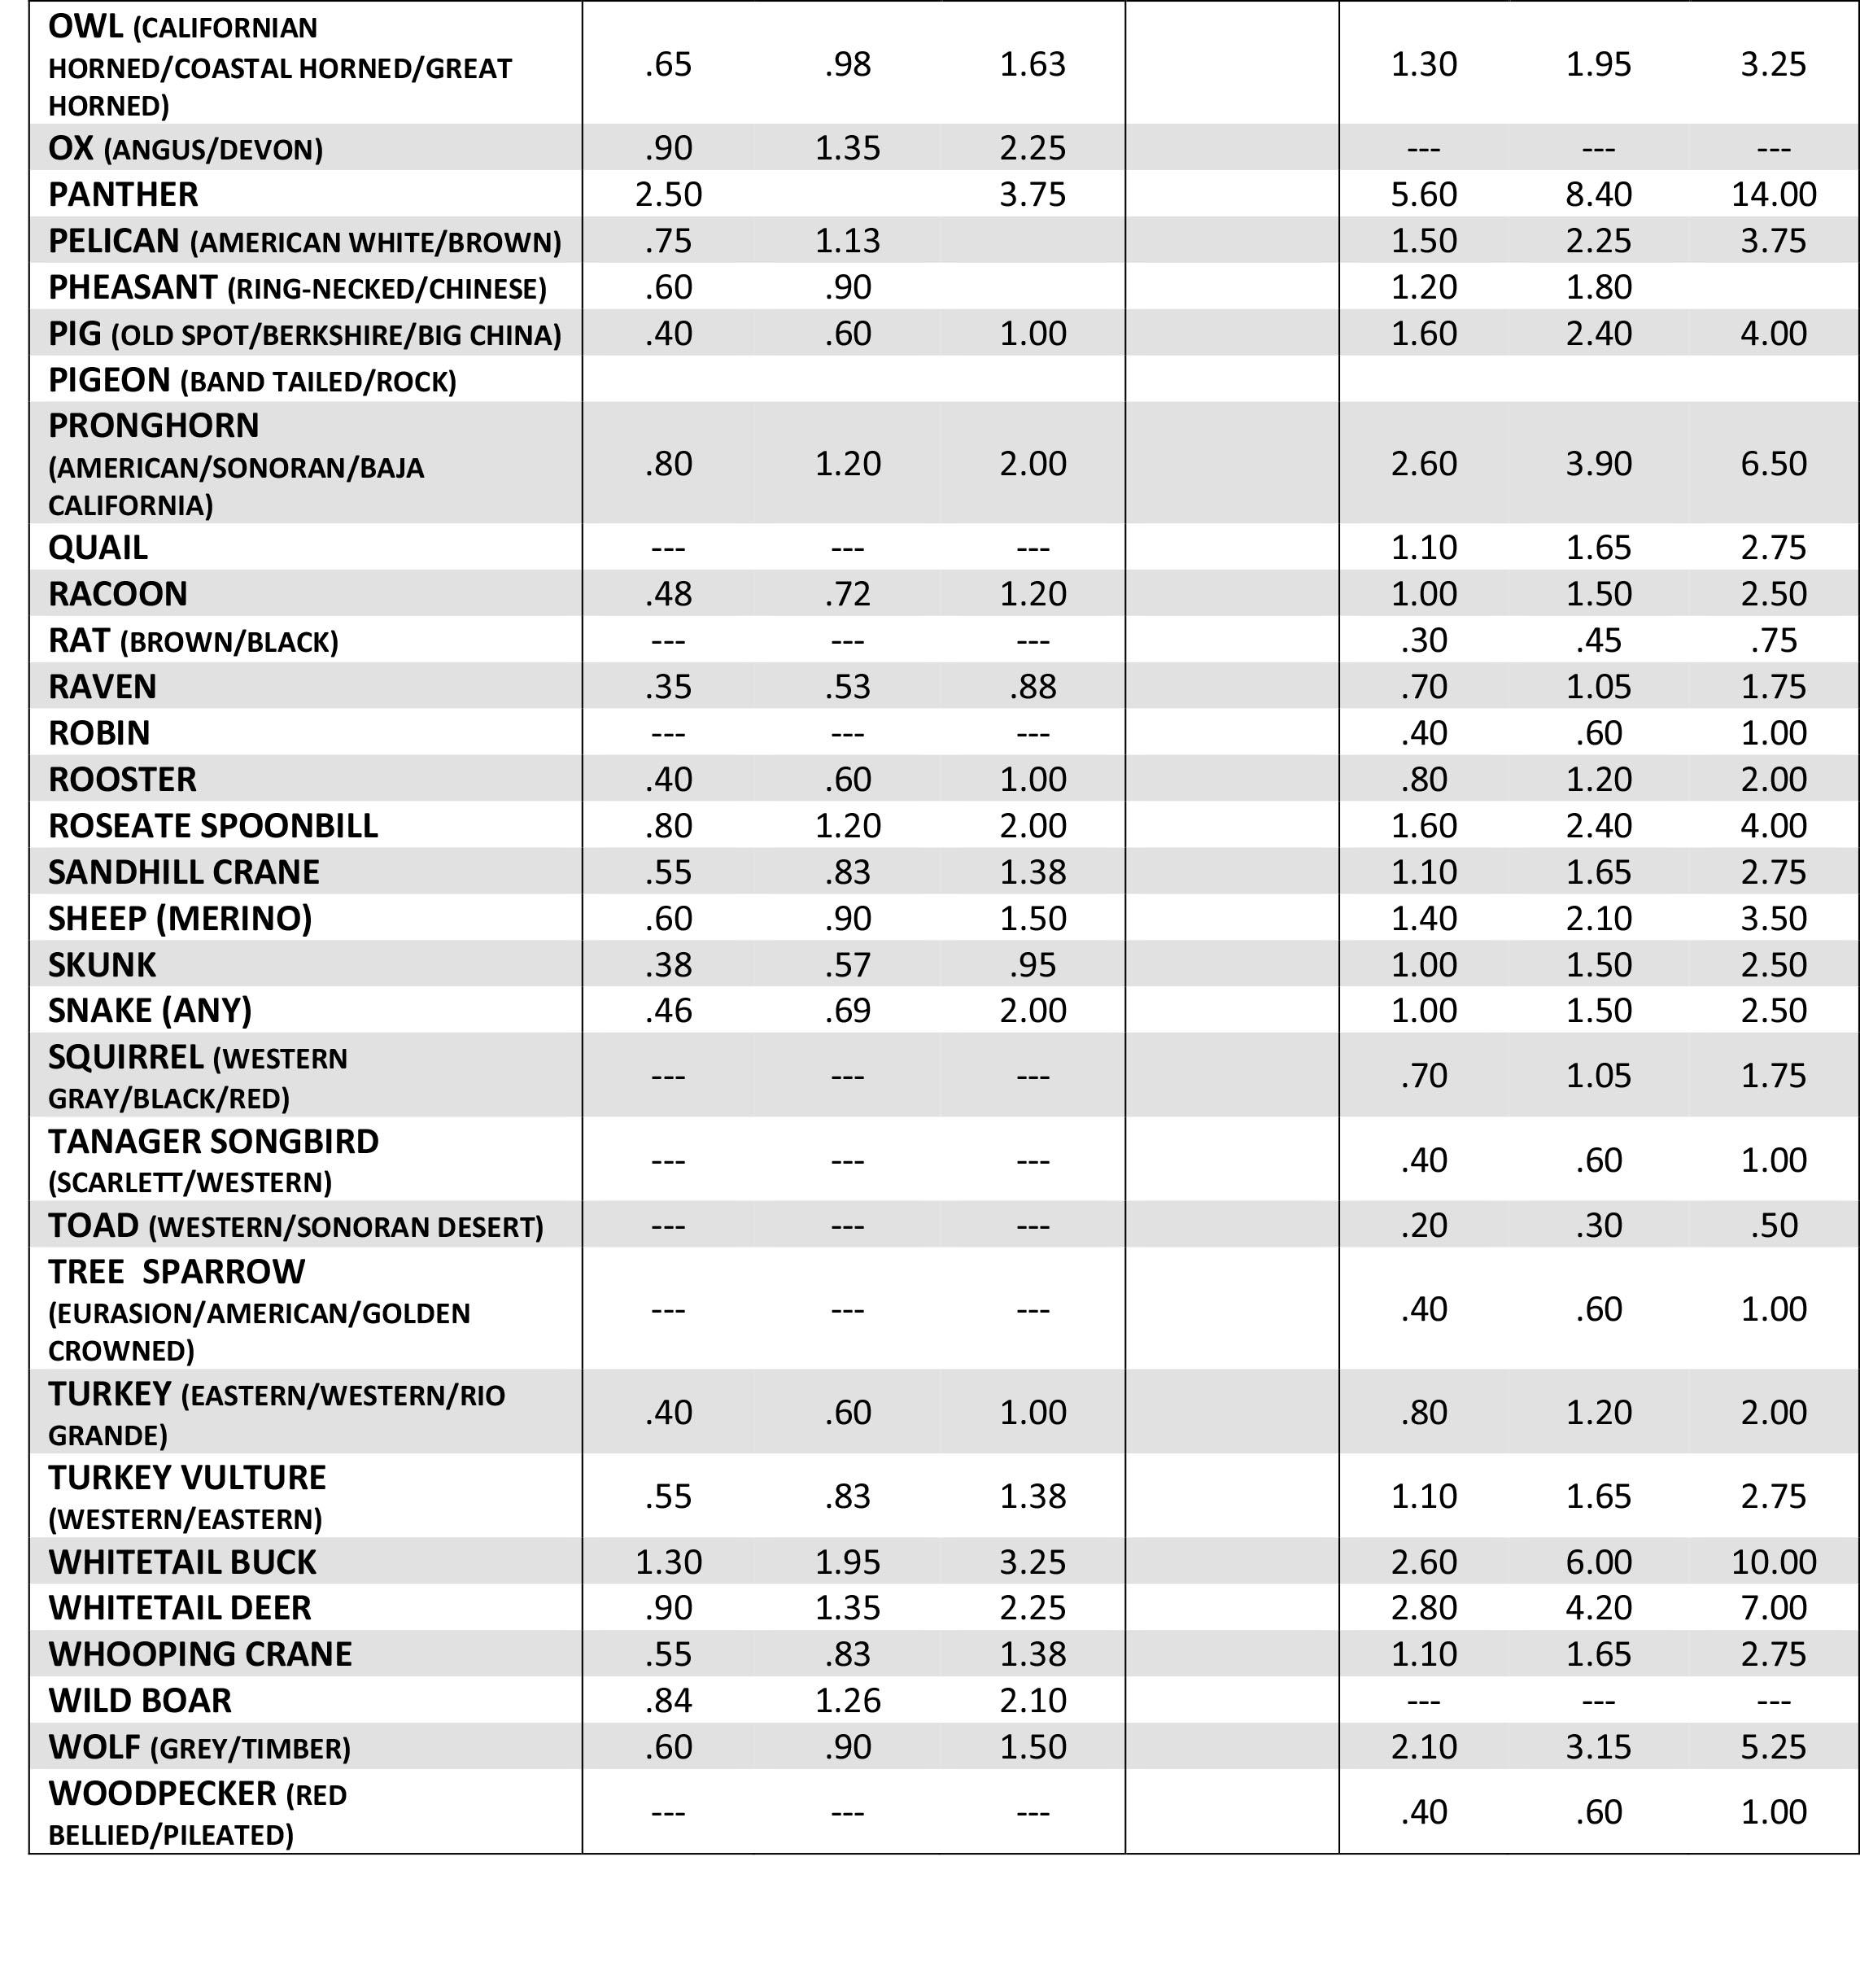 OWL (CALIFORNIAN
HORNED/COASTAL HORNED/GREAT
HORNED) .65 .98 1.63 1.30 1.95 3.25
OX (ANGUS/DEVON) .90 1.35 2.25 --- --- ---
PANTHER 2.50 3.75 5.60 8.40 14.00
PELICAN (AMERICAN WHITE/BROWN) .75 1.13 1.50 2.25 3.75
PHEASANT (RING-NECKED/CHINESE) .60 .90 1.20 1.80
PIG (OLD SPOT/BERKSHIRE/BIG CHINA) .40 .60 1.00 1.60 2.40 4.00
PIGEON (BAND TAILED/ROCK)
PRONGHORN
(AMERICAN/SONORAN/BAJA
CALIFORNIA) .80 1.20 2.00 2.60 3.90 6.50
QUAIL --- --- --- 1.10 1.65 2.75
RACOON .48 .72 1.20 1.00 1.50 2.50
RAT (BROWN/BLACK) --- --- --- .30 .45 .75
RAVEN .35 .53 .88 .70 1.05 1.75
ROBIN --- --- --- .40 .60 1.00
ROOSTER .40 .60 1.00 .80 1.20 2.00
ROSEATE SPOONBILL .80 1.20 2.00 1.60 2.40 4.00
SANDHILL CRANE .55 .83 1.38 1.10 1.65 2.75
SHEEP (MERINO) .60 .90 1.50 1.40 2.10 3.50
SKUNK .38 .57 .95 1.00 1.50 2.50
SNAKE (ANY) .46 .69 2.00 1.00 1.50 2.50
SQUIRREL (WESTERN
GRAY/BLACK/RED) --- --- --- .70 1.05 1.75
TANAGER SONGBIRD
(SCARLETT/WESTERN) --- --- --- .40 .60 1.00
TOAD (WESTERN/SONORAN DESERT) --- --- --- .20 .30 .50
TREE  SPARROW
(EURASION/AMERICAN/GOLDEN
CROWNED) --- --- --- .40 .60 1.00
TURKEY (EASTERN/WESTERN/RIO
GRANDE) .40 .60 1.00 .80 1.20 2.00
TURKEY VULTURE
(WESTERN/EASTERN) .55 .83 1.38 1.10 1.65 2.75
WHITETAIL BUCK 1.30 1.95 3.25 2.60 6.00 10.00
WHITETAIL DEER .90 1.35 2.25 2.80 4.20 7.00
WHOOPING CRANE .55 .83 1.38 1.10 1.65 2.75
WILD BOAR .84 1.26 2.10 --- --- ---
WOLF (GREY/TIMBER) .60 .90 1.50 2.10 3.15 5.25
WOODPECKER (RED
BELLIED/PILEATED) --- --- --- .40 .60 1.00